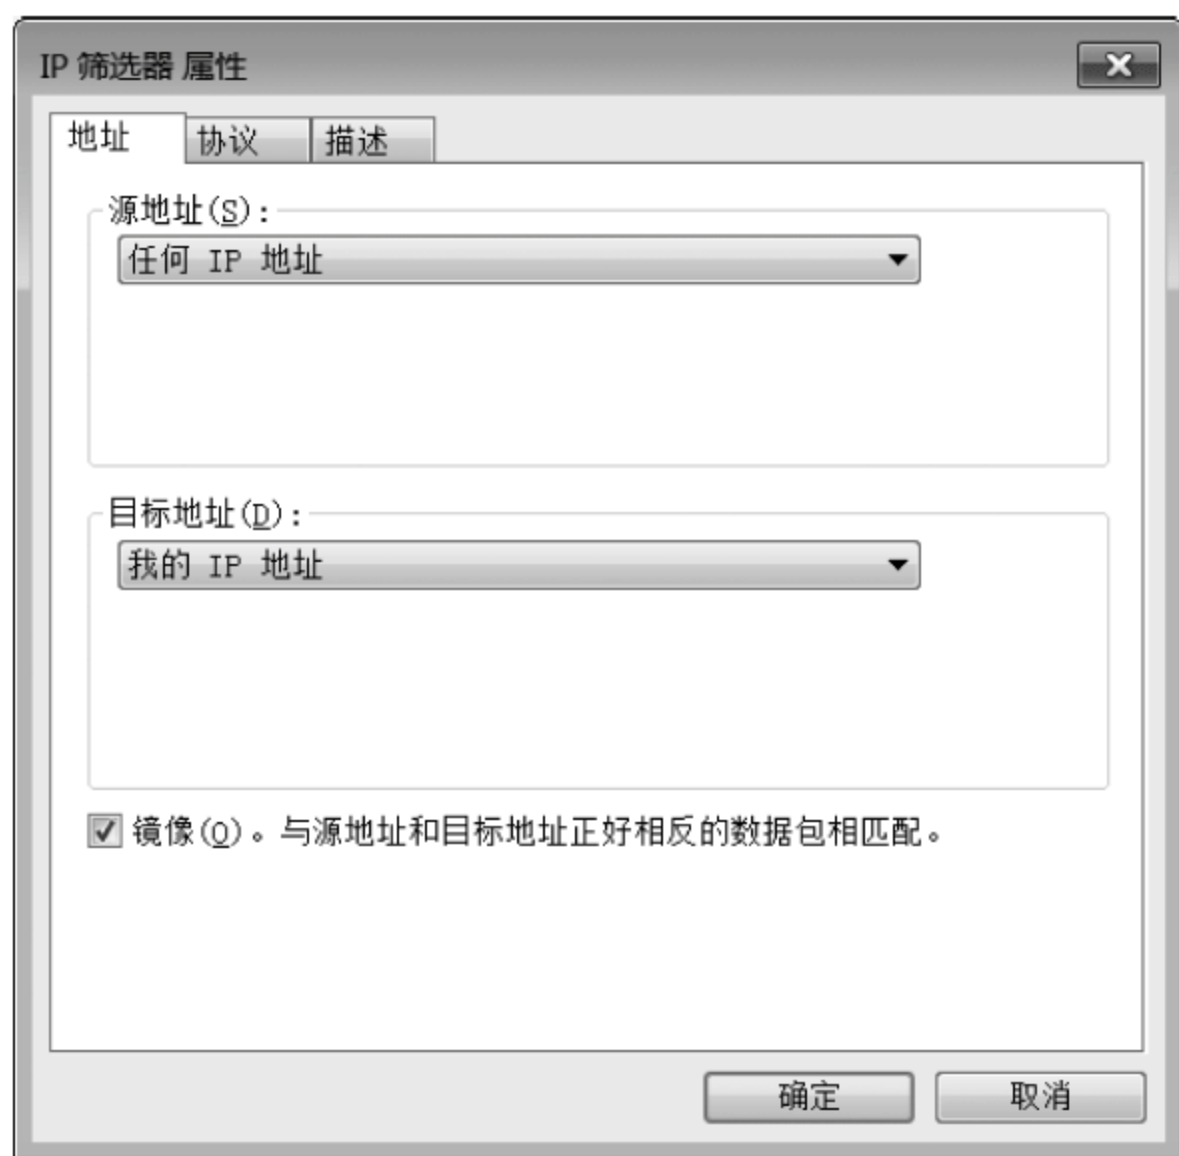 IP 筛选器 属性
地址 协议 描述
源地址(S):
任何 IP 地址
目标地址(D):
我的 IP 地址
镜像(O)。与源地址和目标地址正好相反的数据包相匹配。
确定 取消